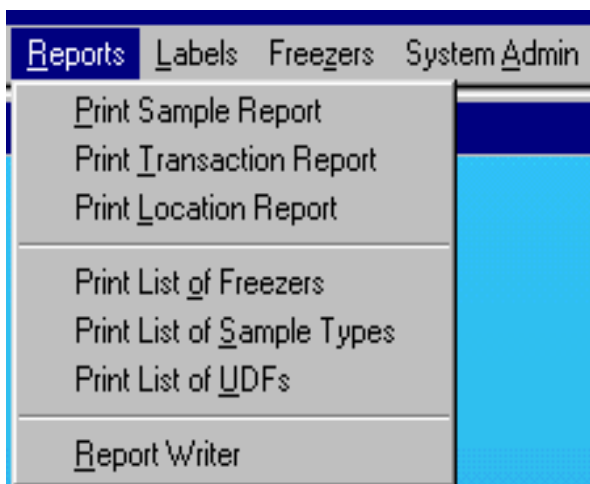 Reports Labels Freezers System Admin
Print Sample Report
Print Transaction Report
Print Location Report
Print List of Freezers
Print List of Sample Types
Print List of UDFs
Report Writer